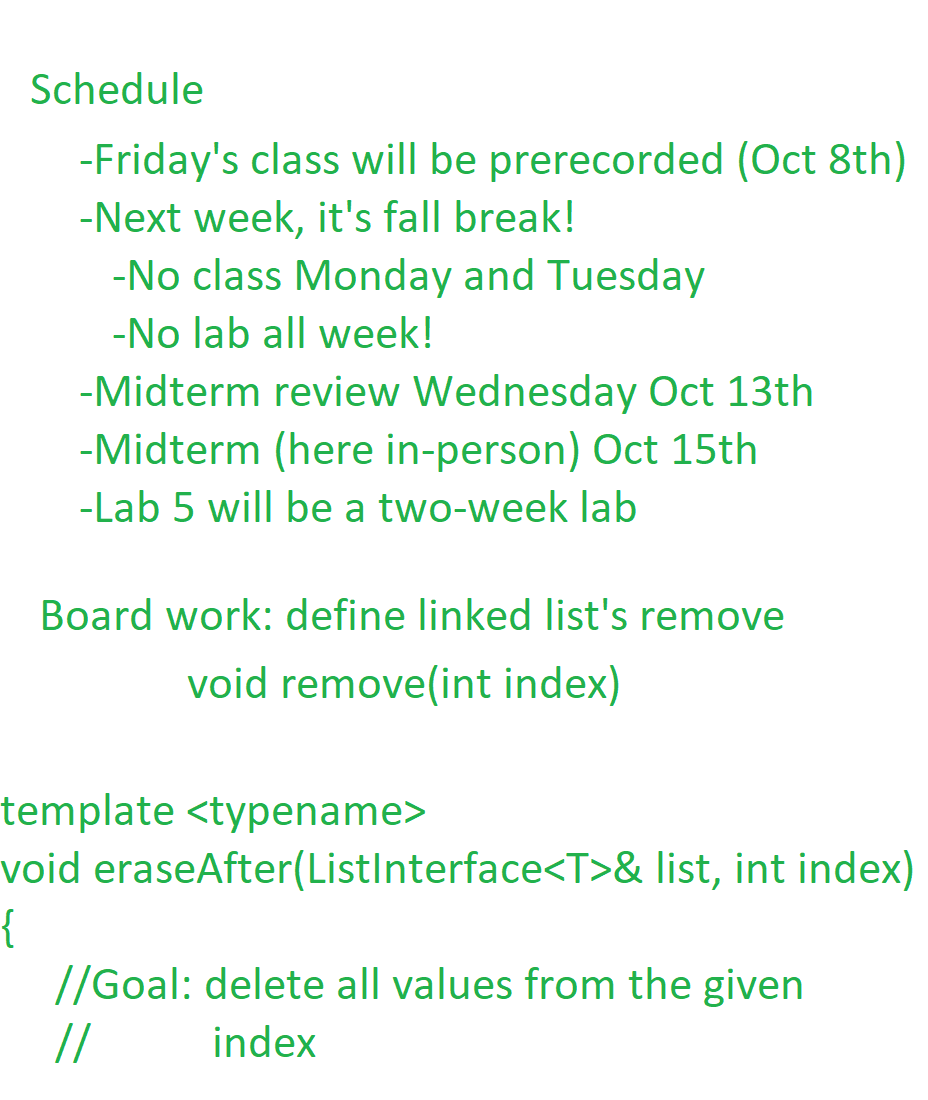 Schedule
-Friday's class will be prerecorded (Oct 8th)
-Next week, it's fall break!
-No class Monday and Tuesday
-No lab all week!
-Midterm review Wednesday Oct 13th
-Midterm (here in-person) Oct 15th
-Lab 5 will be a two-week lab
Board work: define linked list's remove
void remove(int index)
template <typename>
void eraseAfter(ListInterface<T>& list, int index)
{
//Goal: delete all values from the given
// index